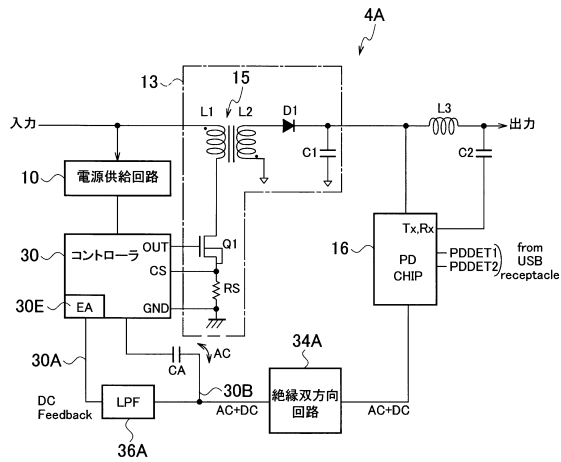 4A
13
15
L1
L2
D1
L3
入力
出力
C1
C2
10
電源供給回路
30
コントローラ
OUT
CS
GND
30E
EA
Q1
RS
16
Tx,Rx
PD
CHIP
PDDET1
PDDET2
from
USB
receptacle
30A
CA
AC
30B
34A
絶縁双方向
回路
DC
Feedback
LPF
36A
AC+DC
AC+DC